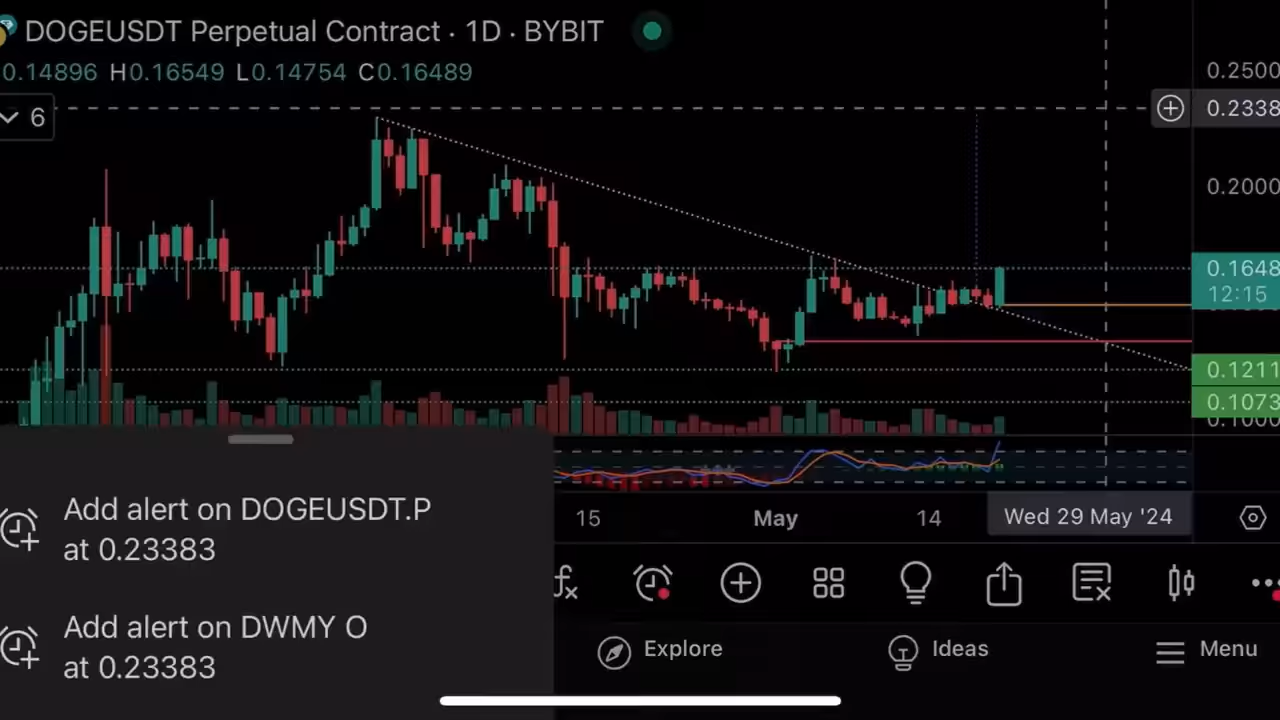 DOGEUSDT Perpetual Contract · 1D · BYBIT
0.14896 H0.16549 L0.14754 C0.16489
6
0.2500
0.2338
0.2000
0.1648
12:15
0.1211
0.1073
0.1000
15 May 14 Wed 29 May '24
Add alert on DOGEUSDT.P
at 0.23383
Add alert on DWMY O
at 0.23383
Explore
Ideas
Menu